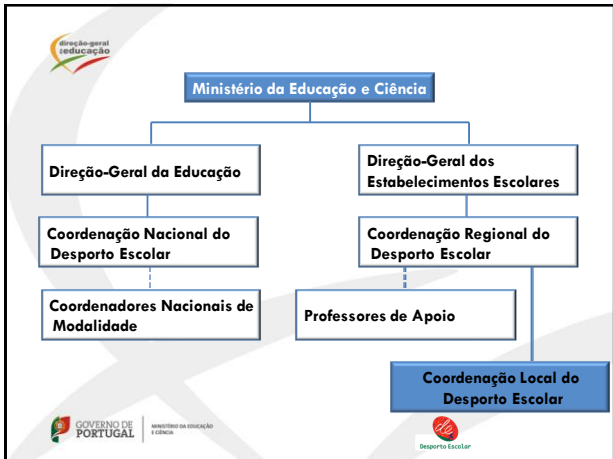 direção-geral
da educação
Ministério da Educação e Ciência
Direção-Geral da Educação
Direção-Geral dos
Estabelecimentos Escolares
Coordenação Nacional do
Desporto Escolar
Coordenação Regional do
Desporto Escolar
Coordenadores Nacionais de
Modalidade
Professores de Apoio
Coordenação Local do
Desporto Escolar
GOVERNO DE
PORTUGAL
MINISTÉRIO DA EDUCAÇÃO
E CIÊNCIA
de
Desporto Escolar